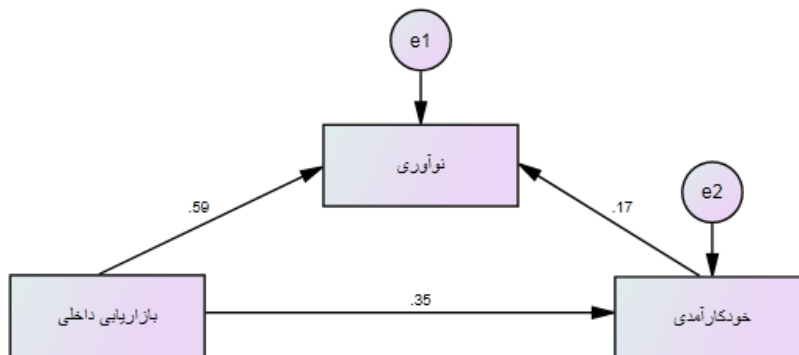 e1
نوآوری
e2
.59
.17
بازاریابی داخلی
.35
خودکارآمدی